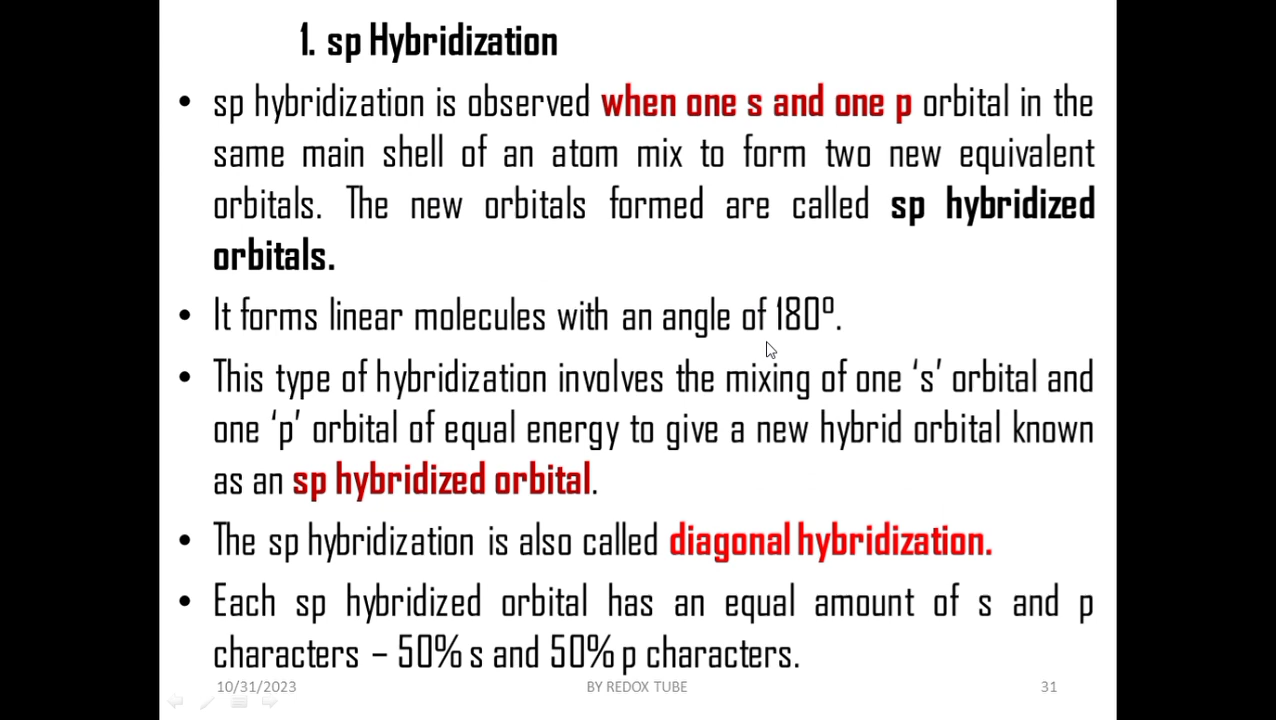 1. sp Hybridization
• sp hybridization is observed when one s and one p orbital in the
same main shell of an atom mix to form two new equivalent
orbitals. The new orbitals formed are called sp hybridized
orbitals.
• It forms linear molecules with an angle of 180º.
• This type of hybridization involves the mixing of one ‘s’ orbital and
one ‘p’ orbital of equal energy to give a new hybrid orbital known
as an sp hybridized orbital.
• The sp hybridization is also called diagonal hybridization.
• Each sp hybridized orbital has an equal amount of s and p
characters – 50% s and 50% p characters.
10/31/2023 BY REDOX TUBE 31